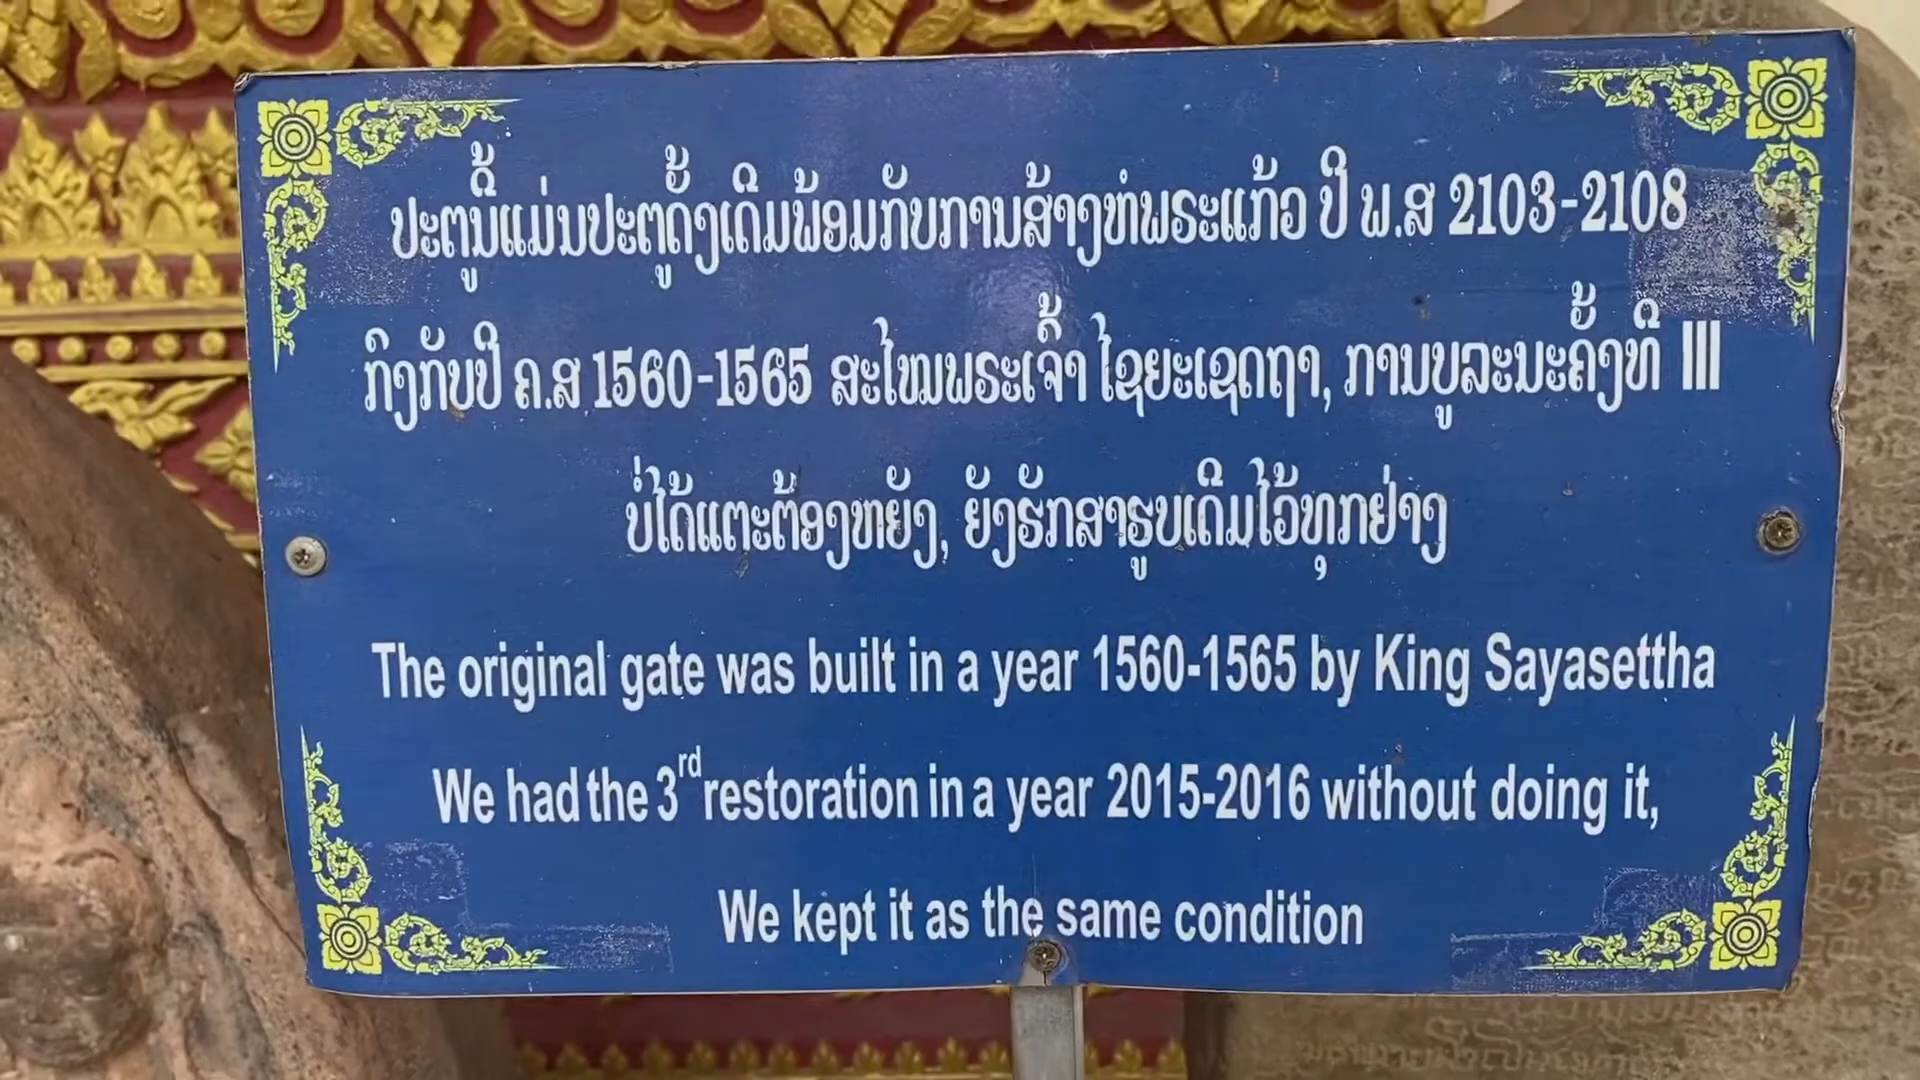 ປະຕູນີ້ແມ່ນປະຕູດັ້ງເດີມພ້ອມກັບການສ້າງຫໍພຣະແກ້ວ ປີ ພ.ສ 2103-2108
ກົງກັບປີ ຄ.ສ 1560-1565 ສະໄໝພຣະເຈົ້າ ໄຊຍະເຊດຖາ, ການບູລະນະຄັ້ງທີ III
ບໍ່ໄດ້ແຕະຕ້ອງຫຍັງ, ຍັງຮັກສາຮູບເດີມໄວ້ທຸກຢ່າງ
The original gate was built in a year 1560-1565 by King Sayasettha
We had the 3rd restoration in a year 2015-2016 without doing it,
We kept it as the same condition